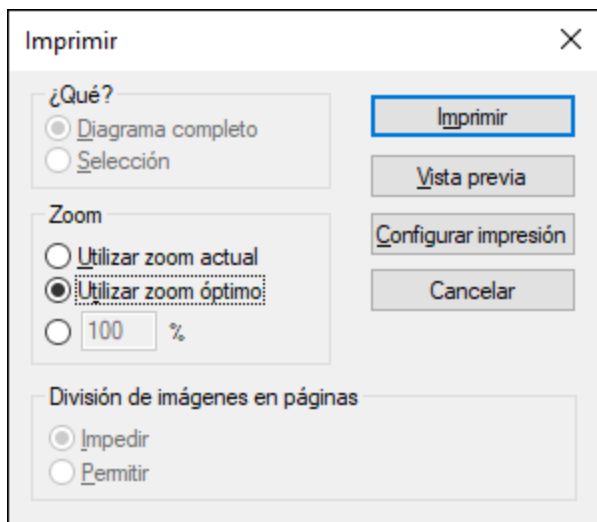 Imprimir
¿Qué?
Diagrama completo
Selección
Imprimir
Vista previa
Configurar impresión
Cancelar
Zoom
Utilizar zoom actual
Utilizar zoom óptimo
100 %
División de imágenes en páginas
Impedir
Permitir